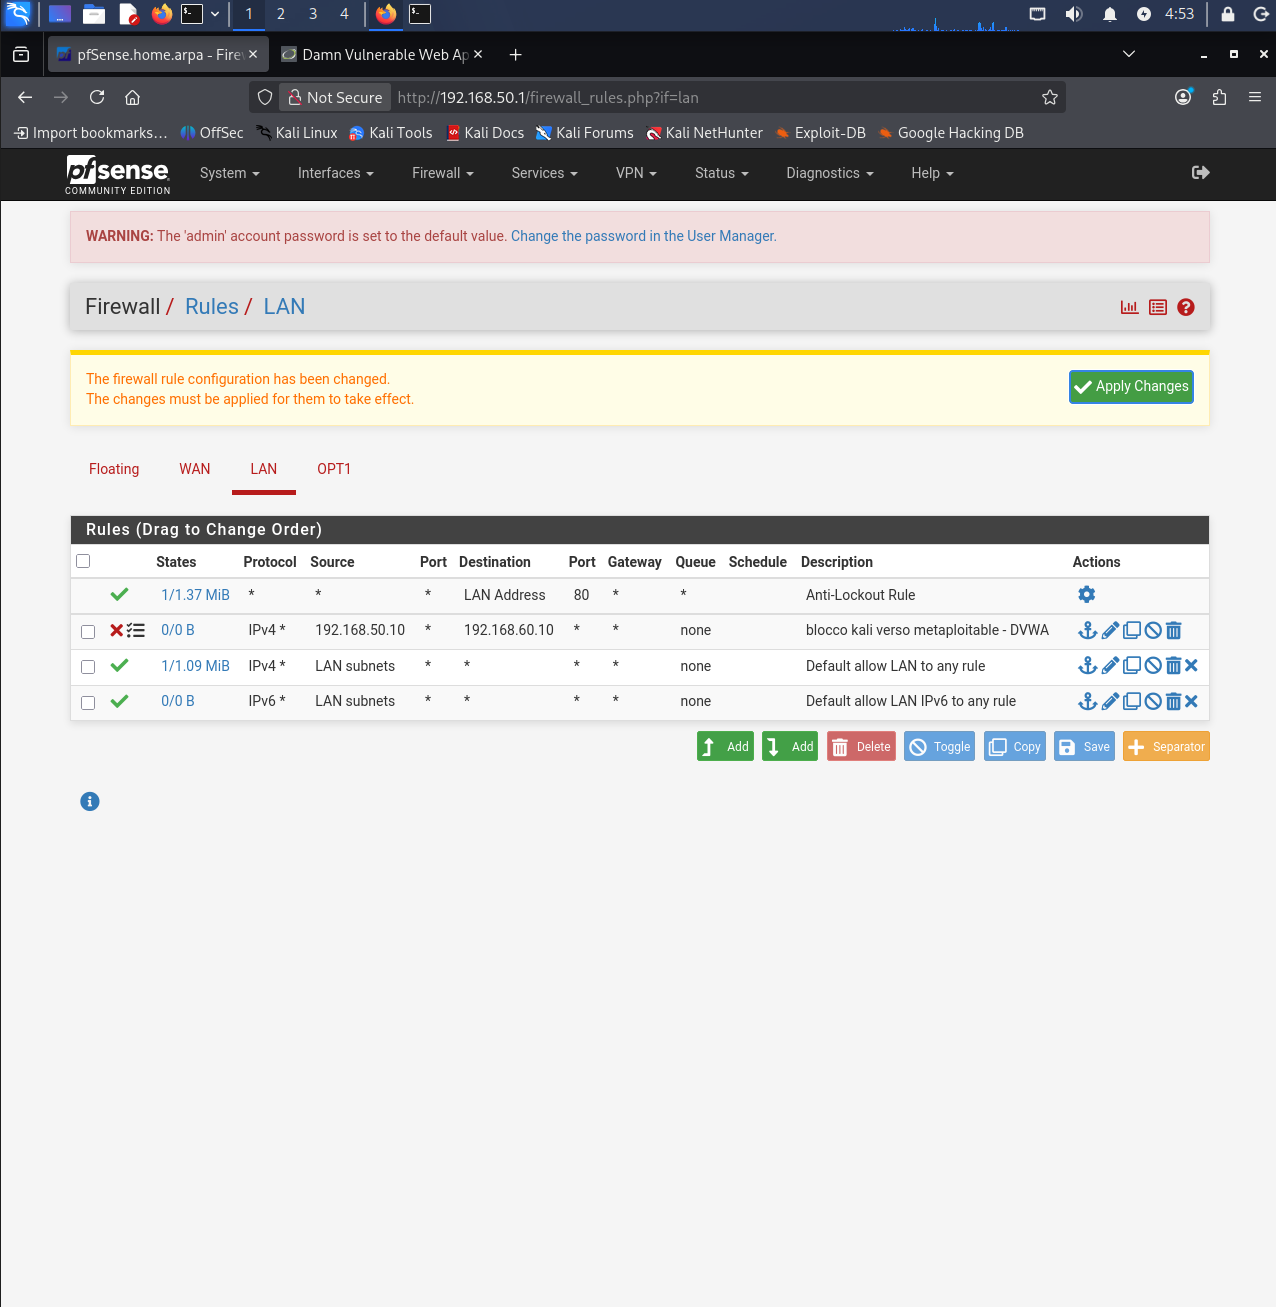 1 2 3 4 4:53
pfSense.home.arpa - Firew
Damn Vulnerable Web Ap
Not Secure http://192.168.50.1/firewall_rules.php?if=lan
Import bookmarks... OffSec Kali Linux Kali Tools Kali Docs Kali Forums Kali NetHunter Exploit-DB Google Hacking DB
pfsense
COMMUNITY EDITION
System Interfaces Firewall Services VPN Status Diagnostics Help
WARNING: The 'admin' account password is set to the default value. Change the password in the User Manager.
Firewall / Rules / LAN
The firewall rule configuration has been changed.
The changes must be applied for them to take effect.
Apply Changes
Floating WAN LAN OPT1
Rules (Drag to Change Order)
States Protocol Source Port Destination Port Gateway Queue Schedule Description Actions
1/1.37 MiB * * * LAN Address 80 * * Anti-Lockout Rule
0/0 B IPv4 * 192.168.50.10 * 192.168.60.10 * * none blocco kali verso metaploitable - DVWA
1/1.09 MiB IPv4 * LAN subnets * * * * none Default allow LAN to any rule
0/0 B IPv6 * LAN subnets * * * * none Default allow LAN IPv6 to any rule
Add Add Delete Toggle Copy Save Separator